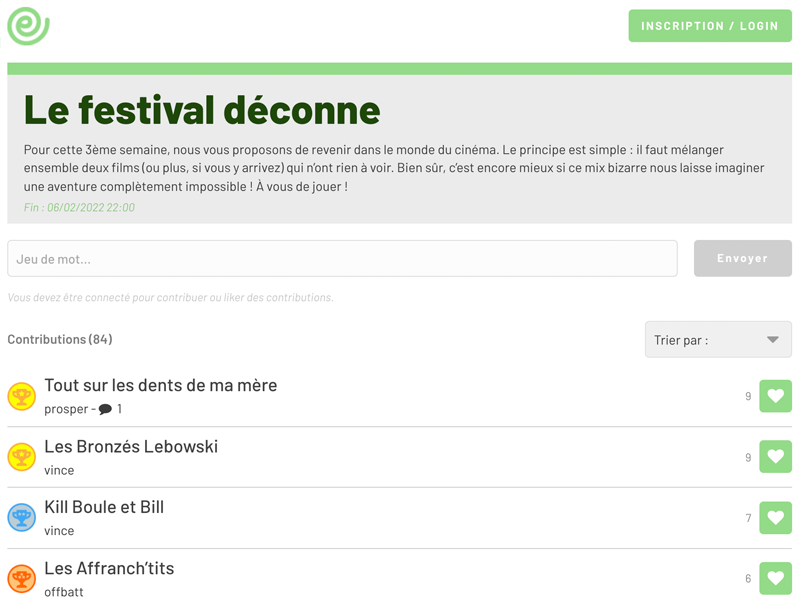 INSCRIPTION / LOGIN
Le festival déconne
Pour cette 3ème semaine, nous vous proposons de revenir dans le monde du cinéma. Le principe est simple : il faut mélanger
ensemble deux films (ou plus, si vous y arrivez) qui n’ont rien à voir. Bien sûr, c’est encore mieux si ce mix bizarre nous laisse imaginer
une aventure complètement impossible ! À vous de jouer !
Fin : 06/02/2022 22:00
Jeu de mot...
Envoyer
Vous devez être connecté pour contribuer ou liker des contributions.
Contributions (84)
Trier par :
Tout sur les dents de ma mère
prosper - 1
9
Les Bronzés Lebowski
vince
9
Kill Boule et Bill
vince
7
Les Affranch’tits
offbatt
6